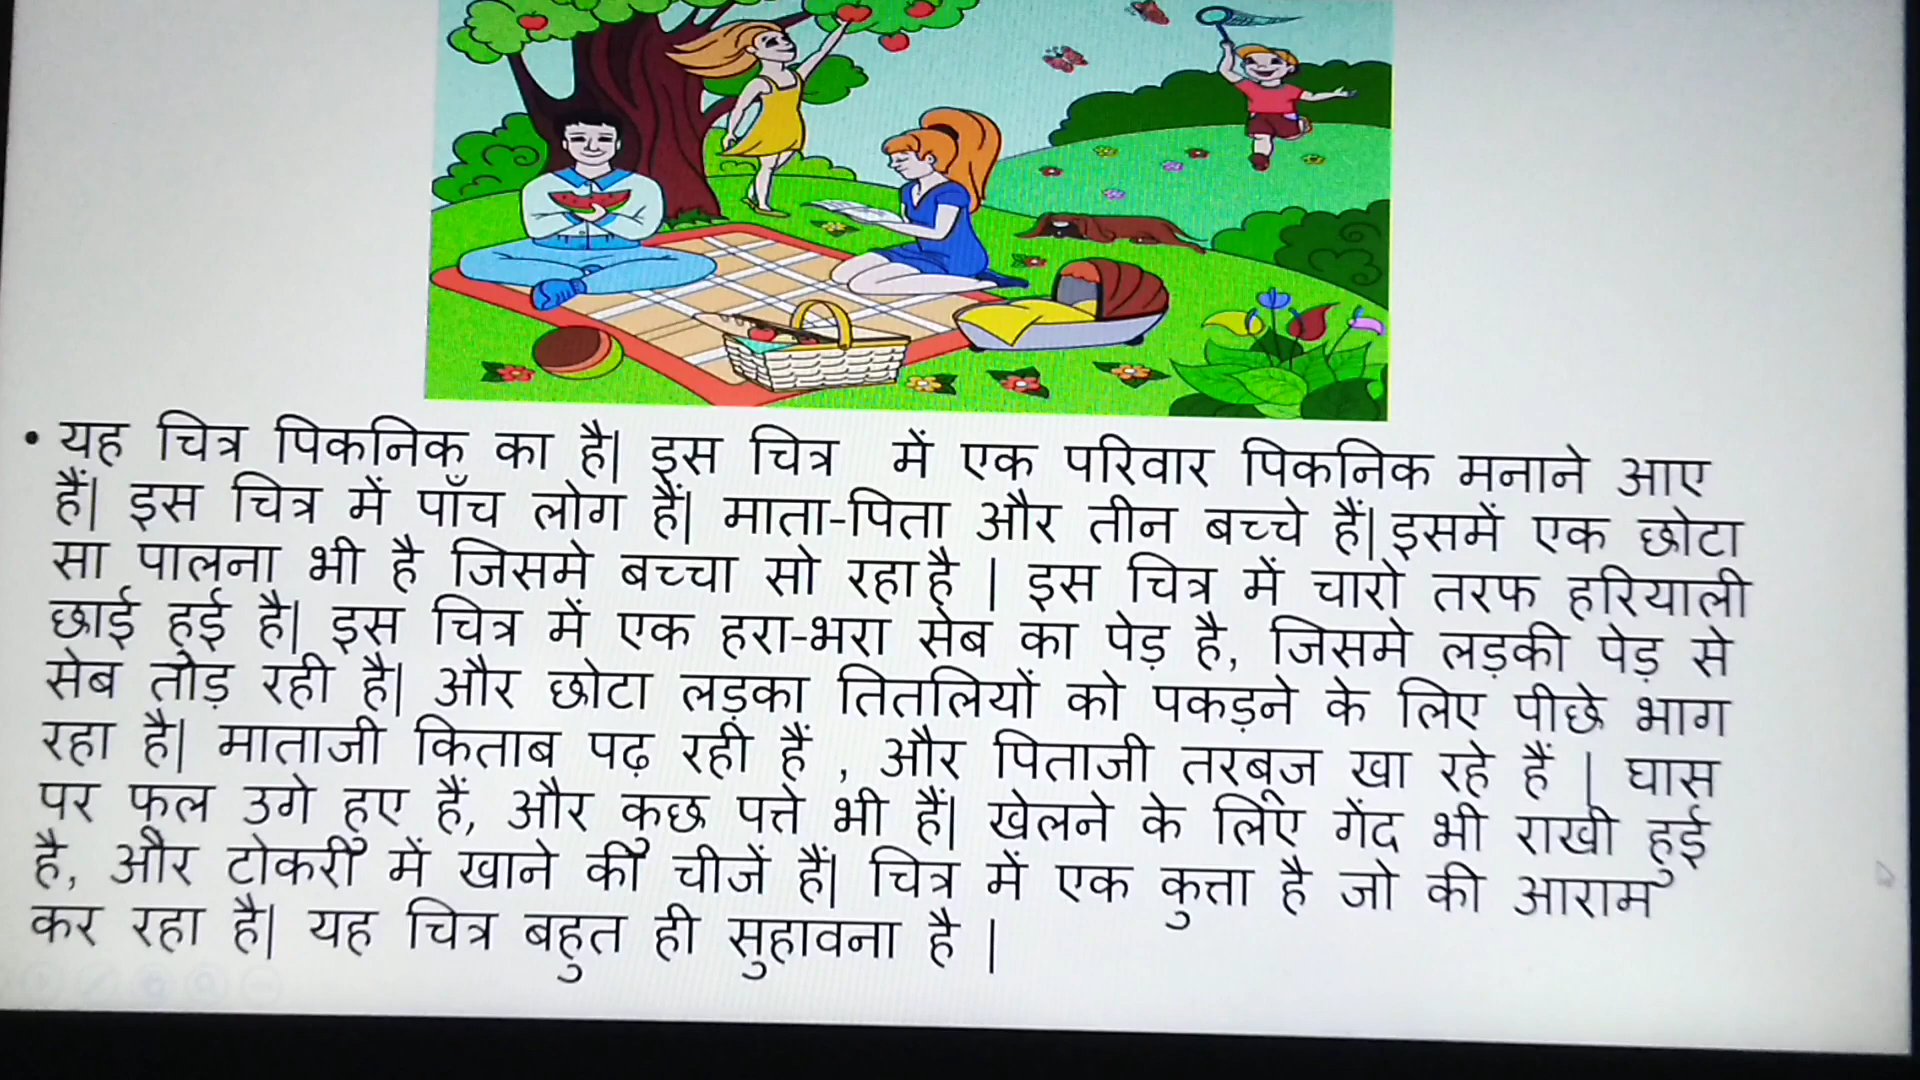 • यह चित्र पिकनिक का है| इस चित्र में एक परिवार पिकनिक मनाने आए
हैं| इस चित्र में पाँच लोग हैं| माता-पिता और तीन बच्चे हैं| इसमें एक छोटा
सा पालना भी है जिसमे बच्चा सो रहा है | इस चित्र में चारो तरफ हरियाली
छाई हुई है| इस चित्र में एक हरा-भरा सेब का पेड़ है, जिसमे लड़की पेड़ से
सेब तोड़ रही है| और छोटा लड़का तितलियों को पकड़ने के लिए पीछे भाग
रहा है| माताजी किताब पढ़ रही हैं , और पिताजी तरबूज खा रहे हैं | घास
पर फूल उगे हुए हैं, और कुछ पत्ते भी हैं| खेलने के लिए गेंद भी राखी हुई
है, और टोकरी में खाने की चीजें हैं| चित्र में एक कुत्ता है जो की आराम
कर रहा है| यह चित्र बहुत ही सुहावना है |